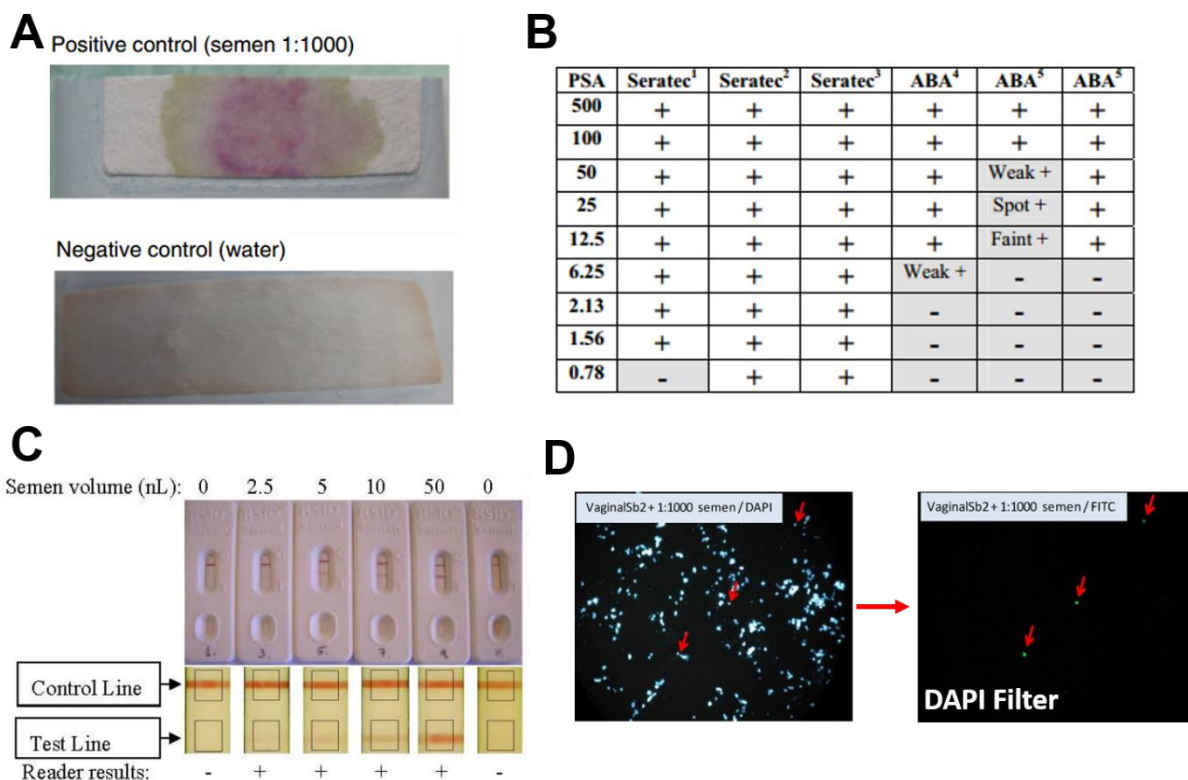 A
Positive control (semen 1:1000)
Negative control (water)
B
PSA Seratec1 Seratec2 Seratec3 ABA4 ABA5 ABA5
500 + + + + + +
100 + + + + + +
50 + + + + Weak + +
25 + + + + Spot + +
12.5 + + + + Faint + +
6.25 + + + Weak + - -
2.13 + + + - - -
1.56 + + + - - -
0.78 - + + - - -
C
Semen volume (nL): 0 2.5 5 10 50 0
Control Line
Test Line
Reader results: - + + + + -
D
VaginalSb2 + 1:1000 semen / DAPI
VaginalSb2 + 1:1000 semen / FITC
DAPI Filter